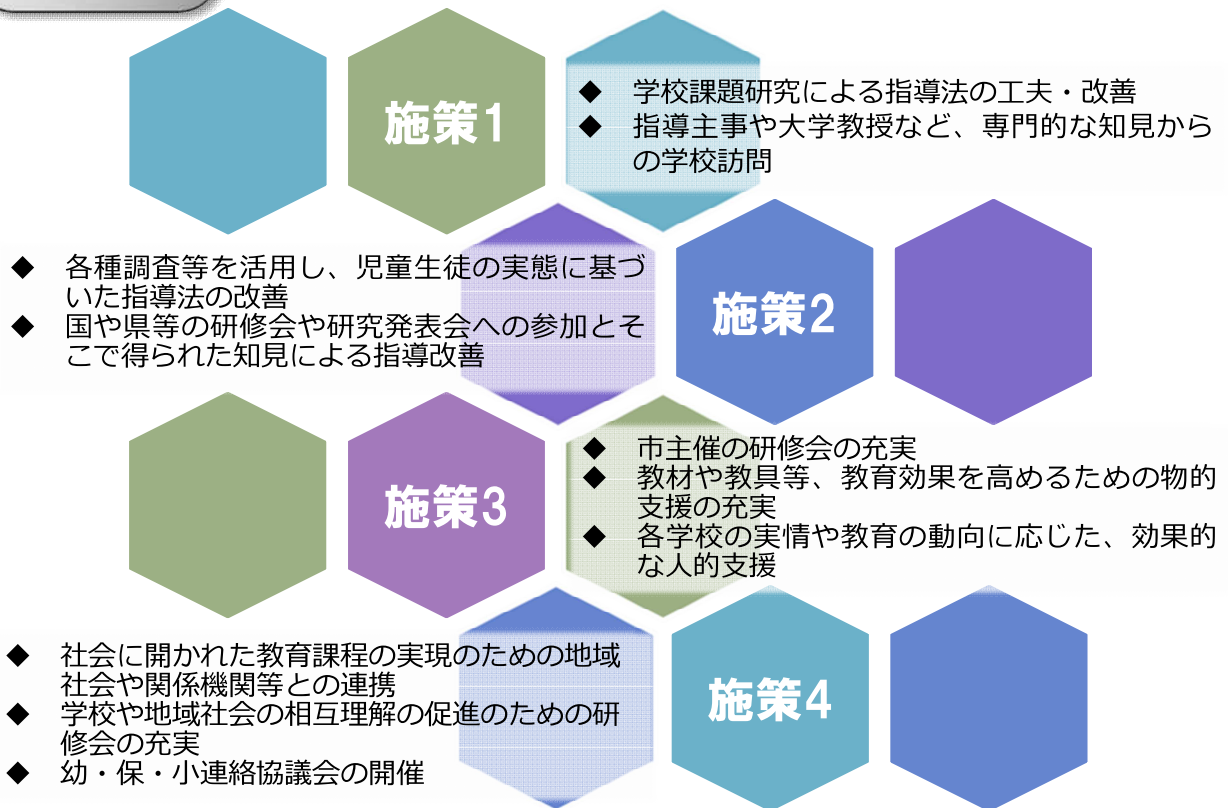 施策1
◆ 学校課題研究による指導法の工夫・改善
◆ 指導主事や大学教授など、専門的な知見から
の学校訪問
施策2
◆ 各種調査等を活用し、児童生徒の実態に基づ
いた指導法の改善
◆ 国や県等の研修会や研究発表会への参加とそ
こで得られた知見による指導改善
施策3
◆ 市主催の研修会の充実
◆ 教材や教具等、教育効果を高めるための物的
支援の充実
◆ 各学校の実情や教育の動向に応じた、効果的
な人的支援
施策4
◆ 社会に開かれた教育課程の実現のための地域
社会や関係機関等との連携
◆ 学校や地域社会の相互理解の促進のための研
修会の充実
◆ 幼・保・小連絡協議会の開催